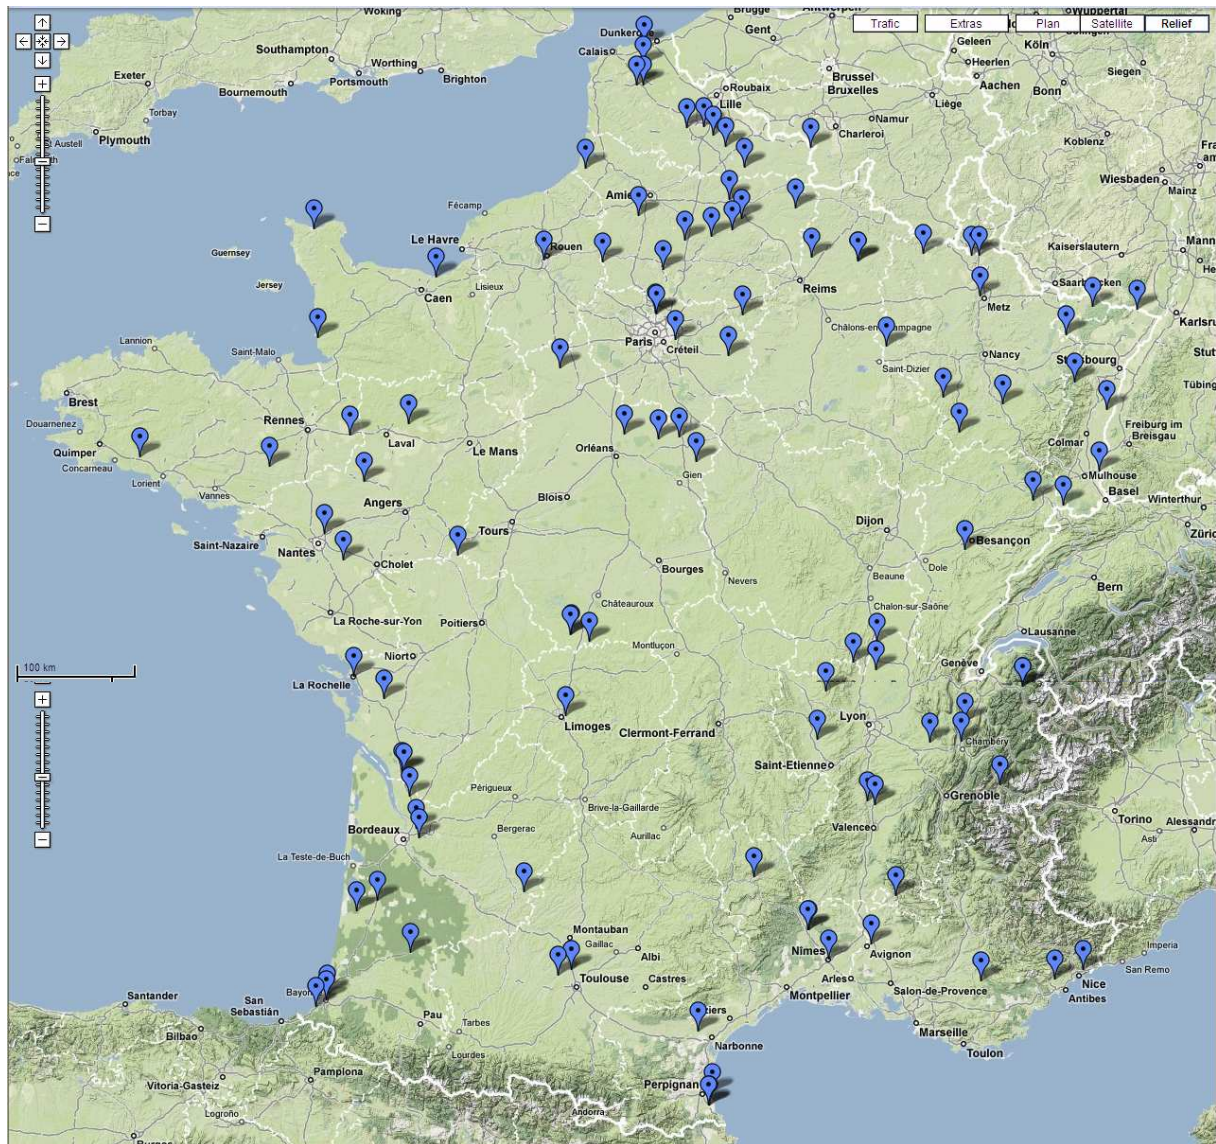 Woking
Brugge
Antwerpen
Wuppertal
Trafic
Extras
Plan
Satellite
Relief
Dunkerque
Gent
Geleen
Köln
Southampton
Calais
Heerlen
Siegen
Worthing
Brussel
Aachen
Bonn
Exeter
Portsmouth
Brighton
Roubaix
Bruxelles
Bournemouth
Lille
Liège
Torbay
Namur
Plymouth
Charleroi
Koblenz
St Austell
Wiesbaden
Mainz
Amiens
Fécamp
Le Havre
Rouen
Kaiserslautern
Guernsey
Jersey
Caen
Lisieux
Reims
Saarbrücken
Metz
Karlsru
Châlons-en-Champagne
Lannion
Paris
Créteil
Saint-Malo
Nancy
Strasbourg
Saint-Dizier
Tübing
Brest
Douarnenez
Rennes
Laval
Colmar
Freiburg im
Breisgau
Quimper
Le Mans
Orléans
Concarneau
Lorient
Gien
Mulhouse
Vannes
Blois
Basel
Winterthur
Angers
Tours
Dijon
Saint-Nazaire
Nantes
Besançon
Züri
Cholet
Bourges
Beaune
Dole
Nevers
Bern
Châteauroux
Chalon-sur-Saône
La Roche-sur-Yon
Poitiers
Lausanne
Niort
Montluçon
100 km
Genève
La Rochelle
Limoges
Clermont-Ferrand
Lyon
Chambéry
Saint-Etienne
Périgueux
Brive-la-Gaillarde
Grenoble
Torino
Alessandr
Bordeaux
Bergerac
Aurillac
Valence
Asti
La Teste-de-Buch
Montauban
Gaillac
Albi
Nîmes
Avignon
Imperia
San Remo
Toulouse
Castres
Arles
Salon-de-Provence
Nice
Antibes
Santander
San
Sebastián
Bayon
Montpellier
Pau
Tarbes
ziers
Marseille
Bilbao
Lourdes
Narbonne
Toulon
Vitoria-Gasteiz
Pamplona
Perpignan
Logroño
Andorra